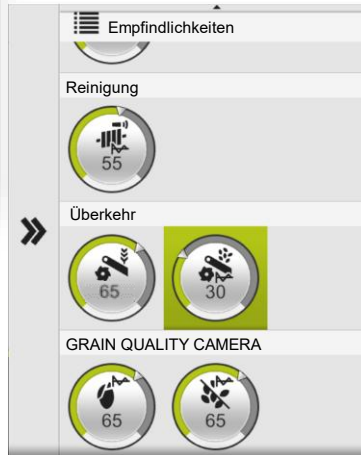 Empfindlichkeiten
Reinigung
55
Überkehr
65 30
GRAIN QUALITY CAMERA
65 65